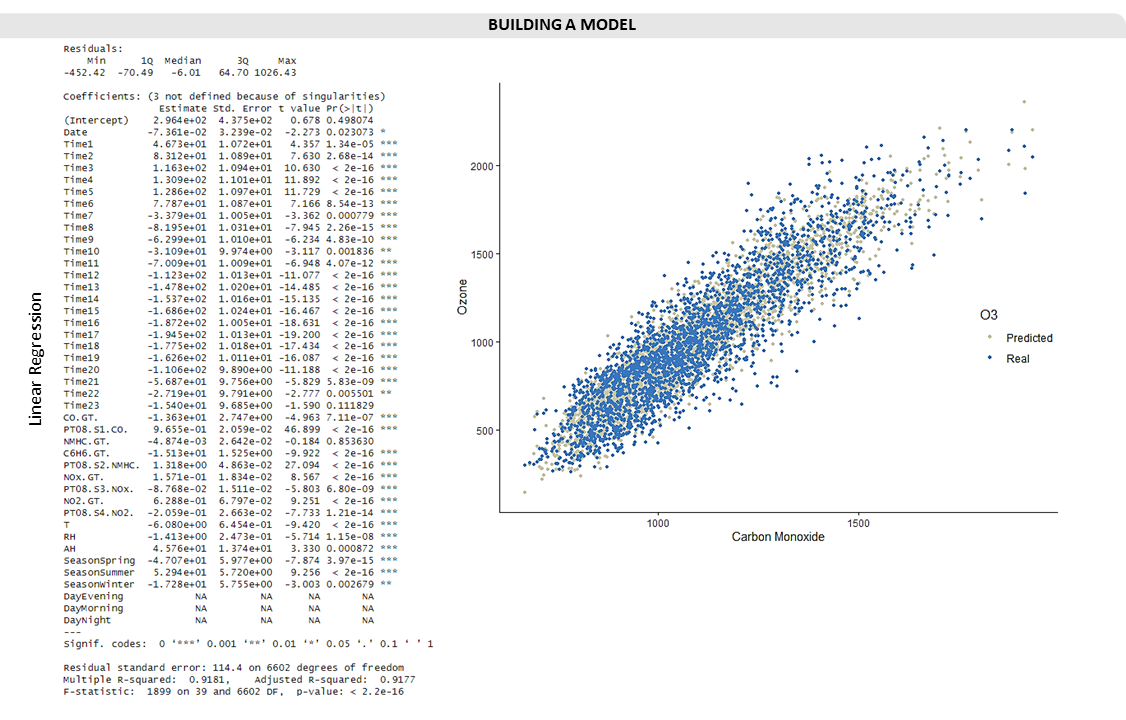 BUILDING A MODEL
Linear Regression
Residuals:
Min 1Q Median 3Q Max
-452.42 -70.49 -6.01 64.70 1026.43
Coefficients: (3 not defined because of singularities)
Estimate Std. Error t value Pr(>|t|)
(Intercept) 2.964e+02 4.375e+02 0.678 0.498074
Date -7.361e-02 3.239e-02 -2.273 0.023073 *
Time1 4.673e+01 1.072e+01 4.357 1.34e-05 ***
Time2 8.312e+01 1.089e+01 7.630 2.68e-14 ***
Time3 1.163e+02 1.094e+01 10.630 < 2e-16 ***
Time4 1.309e+02 1.101e+01 11.892 < 2e-16 ***
Time5 1.286e+02 1.097e+01 11.729 < 2e-16 ***
Time6 7.787e+01 1.087e+01 7.166 8.54e-13 ***
Time7 -3.379e+01 1.005e+01 -3.362 0.000779 ***
Time8 -8.195e+01 1.031e+01 -7.945 2.26e-15 ***
Time9 -6.299e+01 1.010e+01 -6.234 4.83e-10 ***
Time10 -3.109e+01 9.974e+00 -3.117 0.001836 **
Time11 -7.009e+01 1.009e+01 -6.948 4.07e-12 ***
Time12 -1.123e+02 1.013e+01 -11.077 < 2e-16 ***
Time13 -1.478e+02 1.020e+01 -14.485 < 2e-16 ***
Time14 -1.537e+02 1.016e+01 -15.135 < 2e-16 ***
Time15 -1.686e+02 1.024e+01 -16.467 < 2e-16 ***
Time16 -1.872e+02 1.005e+01 -18.631 < 2e-16 ***
Time17 -1.945e+02 1.013e+01 -19.200 < 2e-16 ***
Time18 -1.775e+02 1.018e+01 -17.434 < 2e-16 ***
Time19 -1.626e+02 1.011e+01 -16.087 < 2e-16 ***
Time20 -1.106e+02 9.890e+00 -11.188 < 2e-16 ***
Time21 -5.687e+01 9.756e+00 -5.829 5.83e-09 ***
Time22 -2.719e+01 9.791e+00 -2.777 0.005501 **
Time23 -1.540e+01 9.685e+00 -1.590 0.111829
CO.GT. -1.363e+01 2.747e+00 -4.963 7.11e-07 ***
PT08.S1.CO. 9.655e-01 2.059e-02 46.899 < 2e-16 ***
NMHC.GT. -4.874e-03 2.642e-02 -0.184 0.853630
C6H6.GT. -1.513e+01 1.525e+00 -9.922 < 2e-16 ***
PT08.S2.NMHC. 1.318e+00 4.863e-02 27.094 < 2e-16 ***
NOx.GT. 1.571e-01 1.834e-02 8.567 < 2e-16 ***
PT08.S3.NOx. -8.768e-02 1.511e-02 -5.803 6.80e-09 ***
NO2.GT. 6.288e-01 6.797e-02 9.251 < 2e-16 ***
PT08.S4.NO2. -2.059e-01 2.663e-02 -7.733 1.21e-14 ***
T -6.080e+00 6.454e-01 -9.420 < 2e-16 ***
RH -1.413e+00 2.473e-01 -5.714 1.15e-08 ***
AH 4.576e+01 1.374e+01 3.330 0.000872 ***
SeasonSpring -4.707e+01 5.977e+00 -7.874 3.97e-15 ***
SeasonSummer 5.294e+01 5.720e+00 9.256 < 2e-16 ***
SeasonWinter -1.728e+01 5.755e+00 -3.003 0.002679 **
DayEvening NA NA NA NA
DayMorning NA NA NA NA
DayNight NA NA NA NA
---
Signif. codes: 0 ‘***’ 0.001 ‘**’ 0.01 ‘*’ 0.05 ‘.’ 0.1 ‘ ’ 1
Residual standard error: 114.4 on 6602 degrees of freedom
Multiple R-squared: 0.9181, Adjusted R-squared: 0.9177
F-statistic: 1899 on 39 and 6602 DF, p-value: < 2.2e-16
Ozone
2000
1500
1000
500
1000 1500
Carbon Monoxide
O3
Predicted
Real